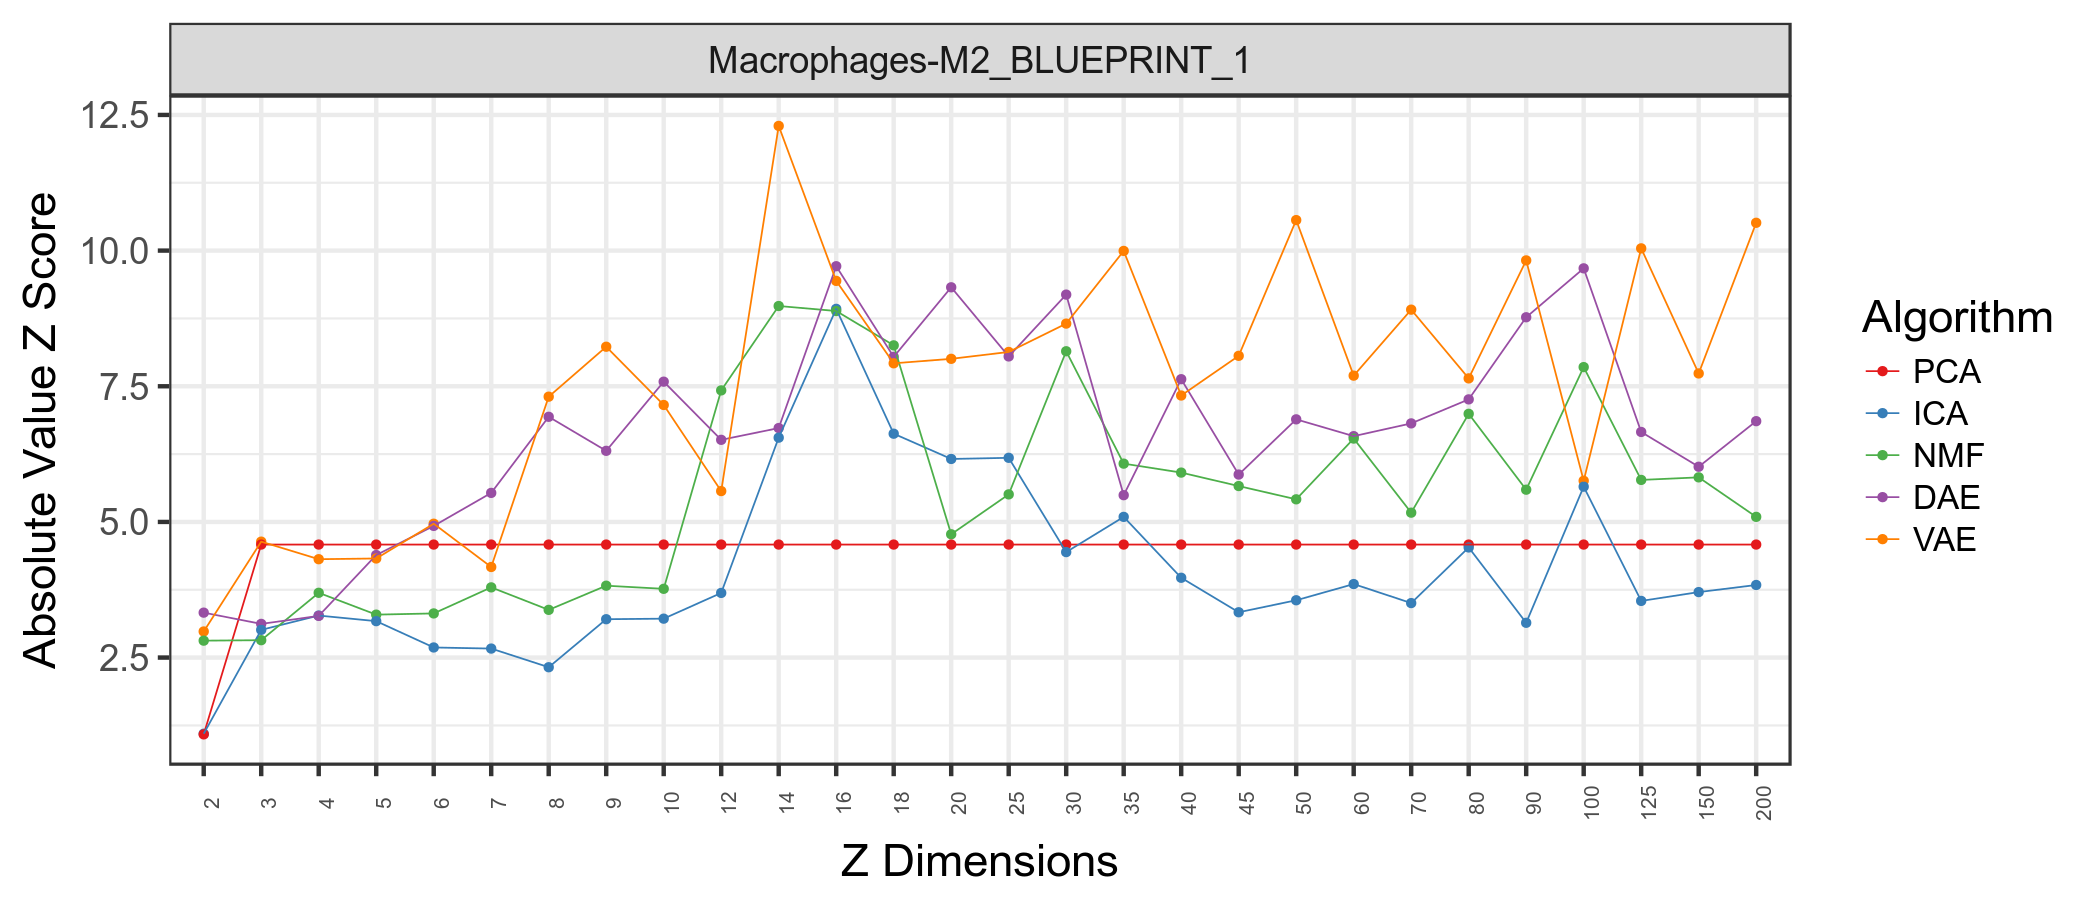 Macrophages-M2_BLUEPRINT_1
Absolute Value Z Score
12.5
10.0
7.5
5.0
2.5
2 3 4 5 6 7 8 9 10 12 14 16 18 20 25 30 35 40 45 50 60 70 80 90 100 125 150 200
Z Dimensions
Algorithm
PCA
ICA
NMF
DAE
VAE